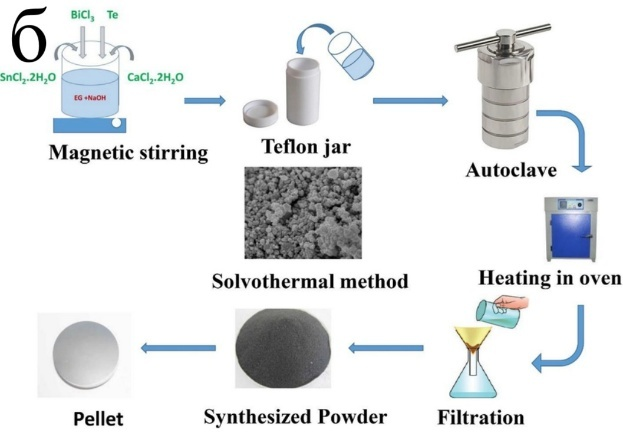 б
BiCl₃ Te
SnCl₂.2H₂O CaCl₂.2H₂O
EG +NaOH
Magnetic stirring
Teflon jar
Autoclave
Solvothermal method
Heating in oven
Pellet
Synthesized Powder
Filtration